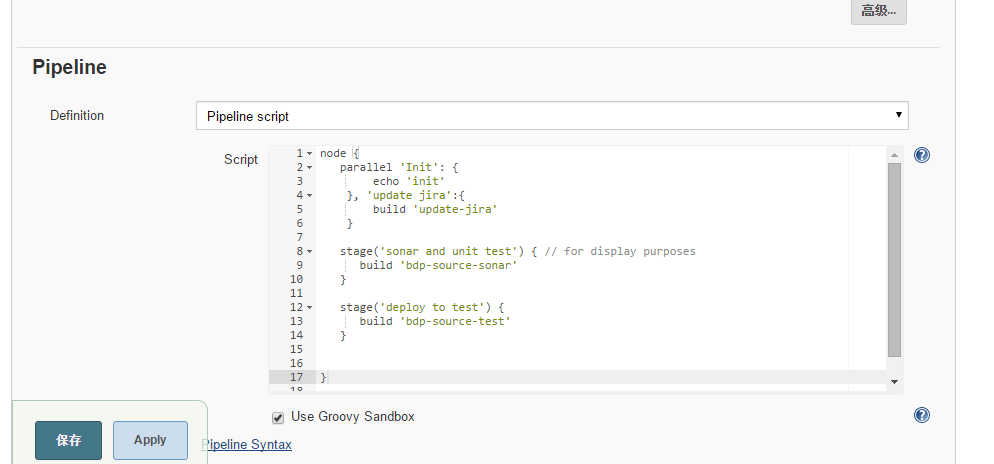 高级...
Pipeline
Definition
Pipeline script
Script
1 node {
2 parallel 'Init': {
3 echo 'init'
4 }, 'update jira':{
5 build 'update-jira'
6 }
7
8 stage('sonar and unit test') { // for display purposes
9 build 'bdp-source-sonar'
10 }
11
12 stage('deploy to test') {
13 build 'bdp-source-test'
14 }
15
16
17 }
18
Use Groovy Sandbox
保存
Apply
Pipeline Syntax